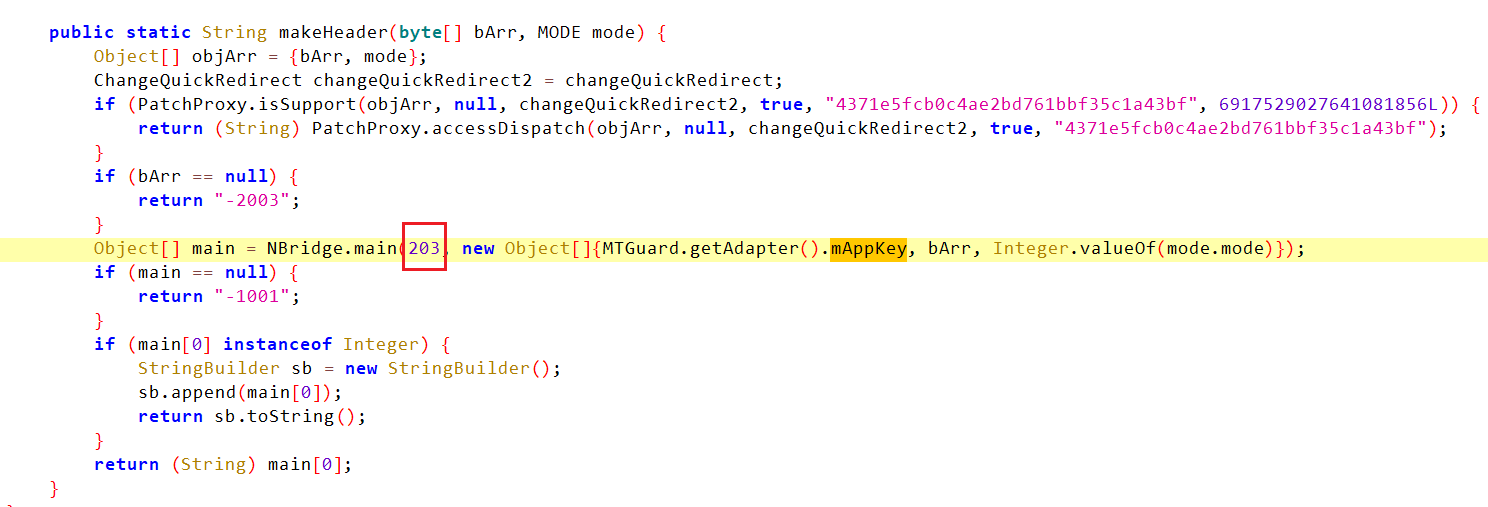 public static String makeHeader(byte[] bArr, MODE mode) {
Object[] objArr = {bArr, mode};
ChangeQuickRedirect changeQuickRedirect2 = changeQuickRedirect;
if (PatchProxy.isSupport(objArr, null, changeQuickRedirect2, true, "4371e5fcb0c4ae2bd761bbf35c1a43bf", 6917529027641081856L)) {
return (String) PatchProxy.accessDispatch(objArr, null, changeQuickRedirect2, true, "4371e5fcb0c4ae2bd761bbf35c1a43bf");
}
if (bArr == null) {
return "-2003";
}
Object[] main = NBridge.main(203, new Object[]{MTGuard.getAdapter().mAppKey, bArr, Integer.valueOf(mode.mode)});
if (main == null) {
return "-1001";
}
if (main[0] instanceof Integer) {
StringBuilder sb = new StringBuilder();
sb.append(main[0]);
return sb.toString();
}
return (String) main[0];
}